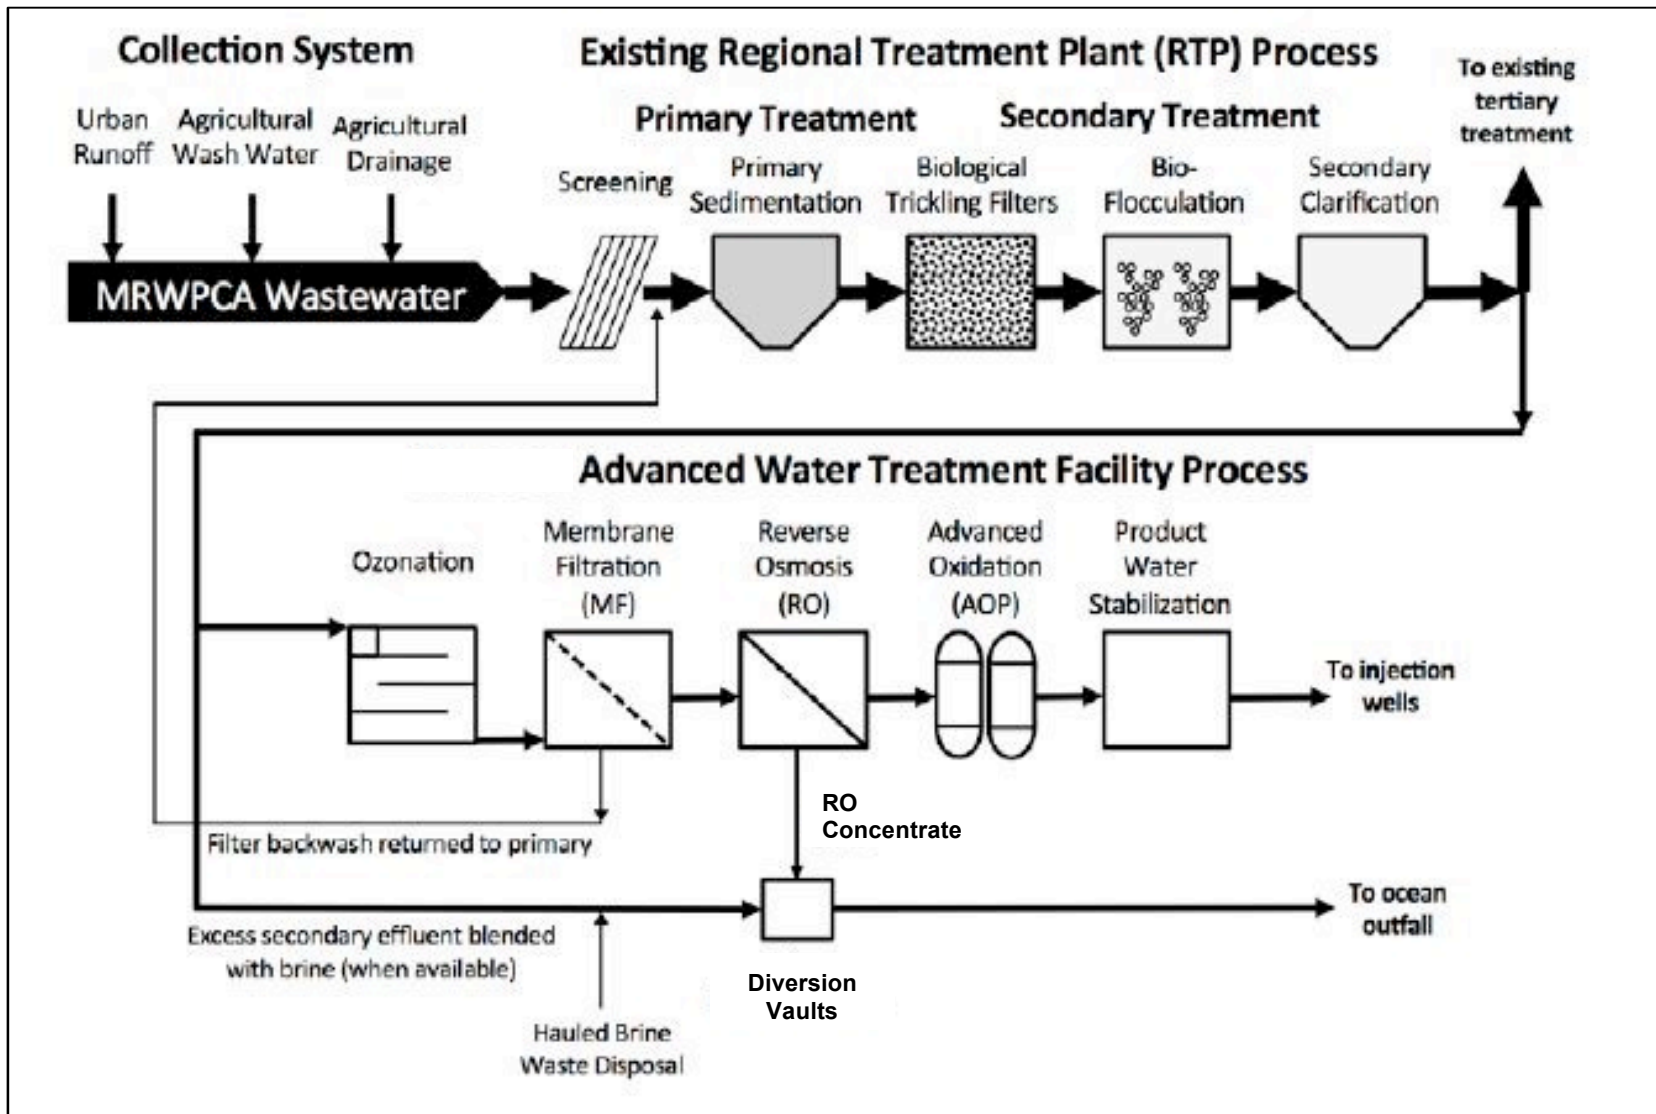 Collection System
Existing Regional Treatment Plant (RTP) Process
To existing
tertiary
treatment
Urban
Runoff
Agricultural
Wash Water
Agricultural
Drainage
Primary Treatment
Secondary Treatment
Screening
Primary
Sedimentation
Biological
Trickling Filters
Bio-
Flocculation
Secondary
Clarification
MRWPCA Wastewater
Advanced Water Treatment Facility Process
Ozonation
Membrane
Filtration
(MF)
Reverse
Osmosis
(RO)
Advanced
Oxidation
(AOP)
Product
Water
Stabilization
To injection
wells
RO
Concentrate
Filter backwash returned to primary
To ocean
outfall
Excess secondary effluent blended
with brine (when available)
Diversion
Vaults
Hauled Brine
Waste Disposal